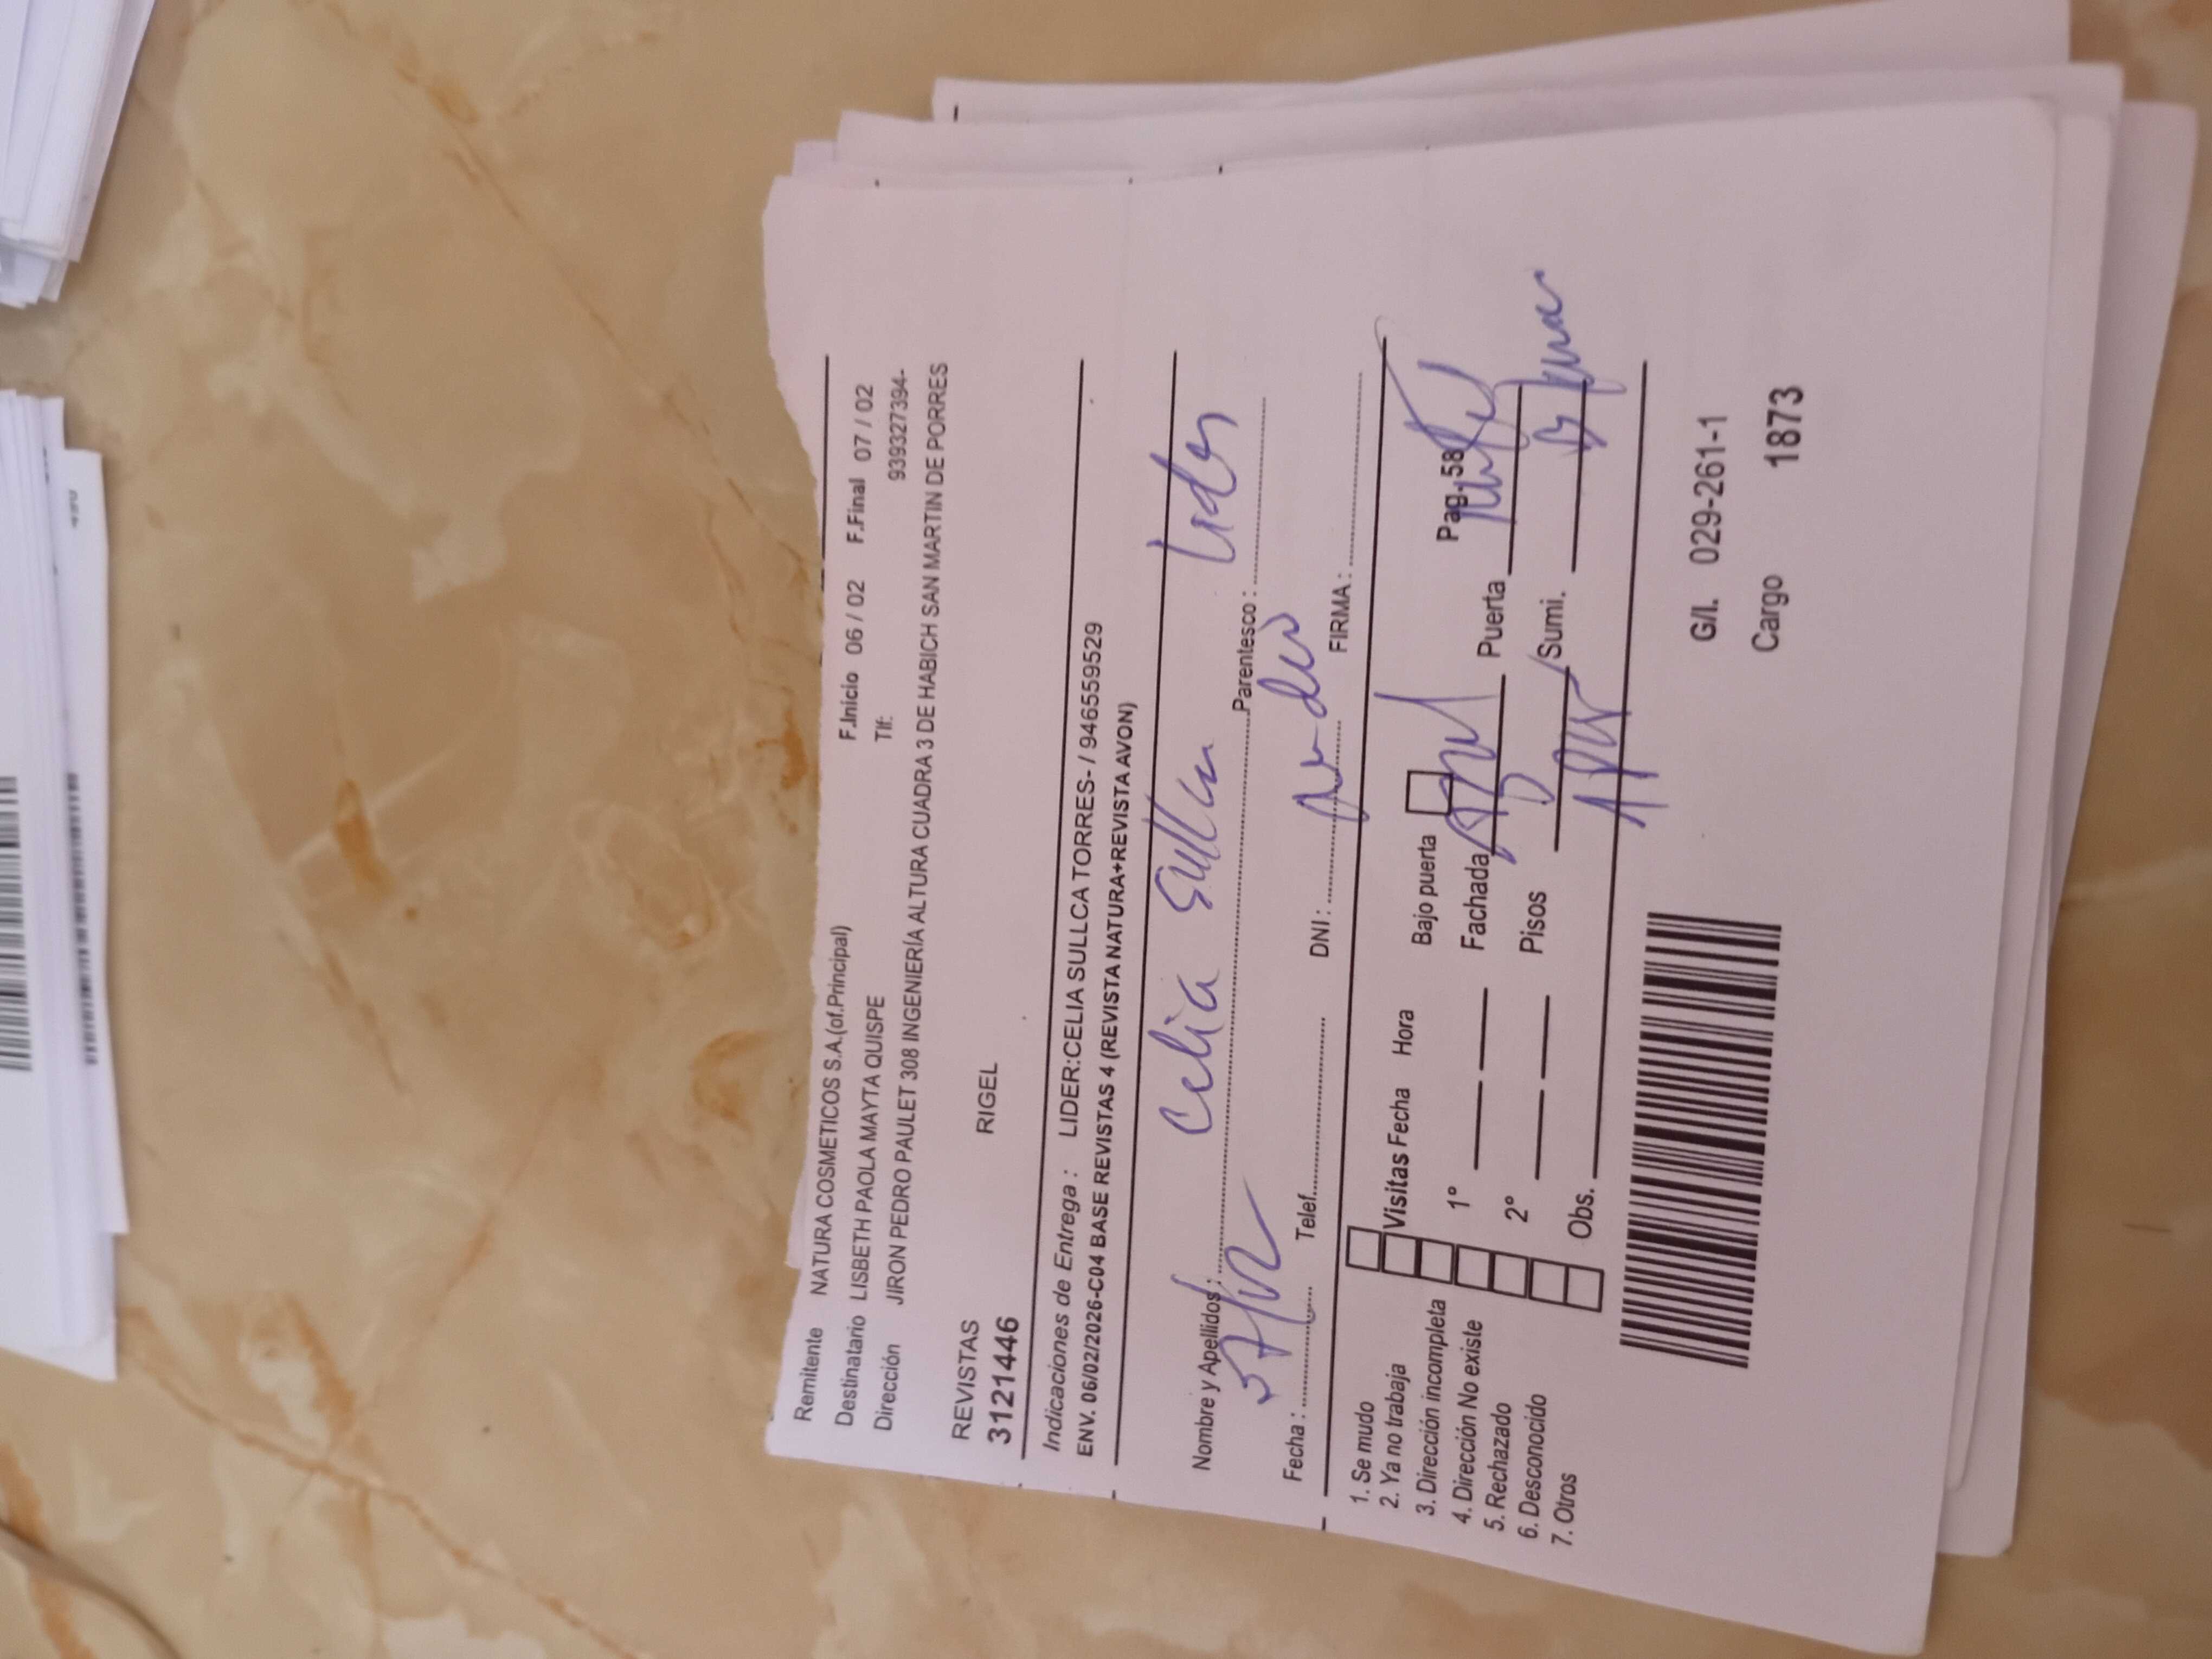 Remitente NATURA COSMETICOS S.A.(of.Principal)
Destinatario LISBETH PAOLA MAYTA QUISPE
F.Inicio 06 / 02 F.Final 07 / 02
Tlf: 939327394-
Dirección JIRON PEDRO PAULET 308 INGENIERÍA ALTURA CUADRA 3 DE HABICH SAN MARTIN DE PORRES
REVISTAS
3121446 RIGEL
Indicaciones de Entrega : LIDER:CELIA SULLCA TORRES- / 946559529
ENV. 06/02/2026-C04 BASE REVISTAS 4 (REVISTA NATURA+REVISTA AVON)
Celia Sullca Lider
Nombre y Apellidos : Parentesco :
Fecha : Telef. DNI : FIRMA :
1. Se mudo
2. Ya no trabaja
3. Dirección incompleta
4. Dirección No existe
5. Rechazado
6. Desconocido
7. Otros
Visitas Fecha Hora
1º
2º
Obs.
Bajo puerta Pag-58
Fachada Puerta
Pisos Sumi.
G/I. 029-261-1
Cargo 1873